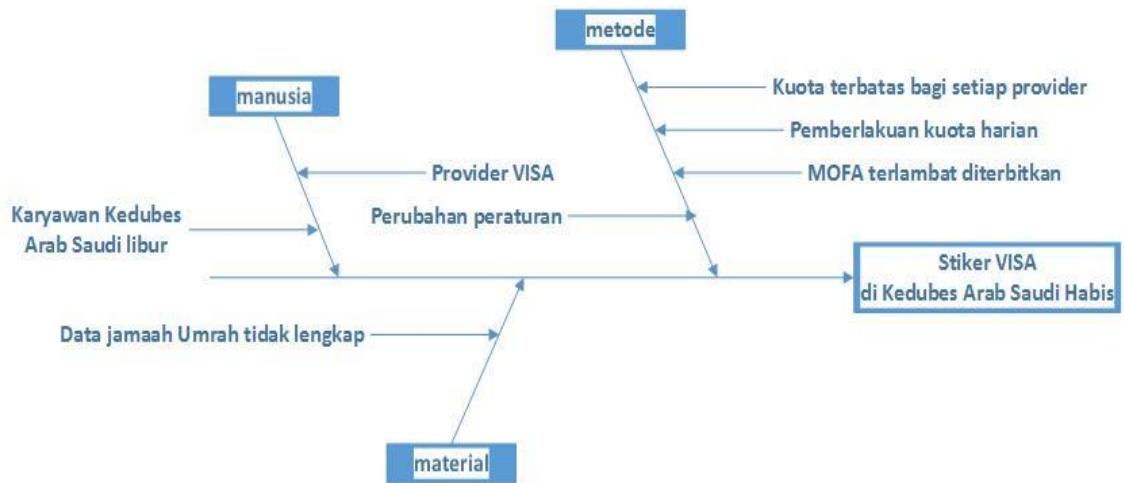 metode
manusia
Kuota terbatas bagi setiap provider
Pemberlakuan kuota harian
Provider VISA
MOFA terlambat diterbitkan
Karyawan Kedubes
Arab Saudi libur
Perubahan peraturan
Stiker VISA
di Kedubes Arab Saudi Habis
Data jamaah Umrah tidak lengkap
material